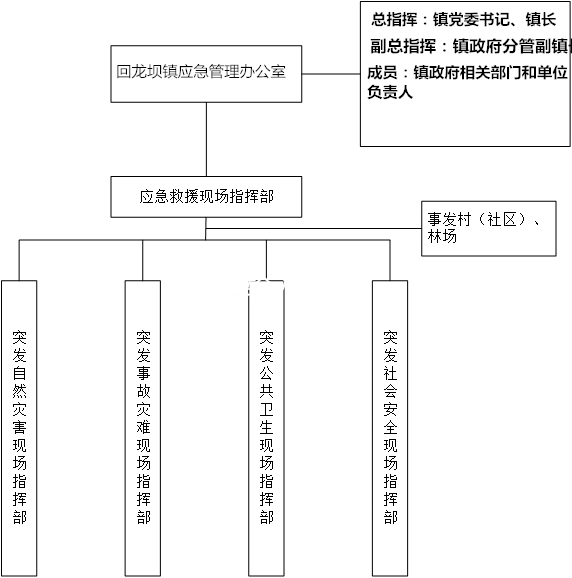 总指挥：镇党委书记、镇长
副总指挥：镇政府分管副镇
回龙坝镇应急管理办公室
成员：镇政府相关部门和单位
负责人
应急救援现场指挥部
事发村（社区）、
林场
突发自然灾害现场指挥部
突发事故灾难现场指挥部
突发公共卫生现场指挥部
突发社会安全现场指挥部